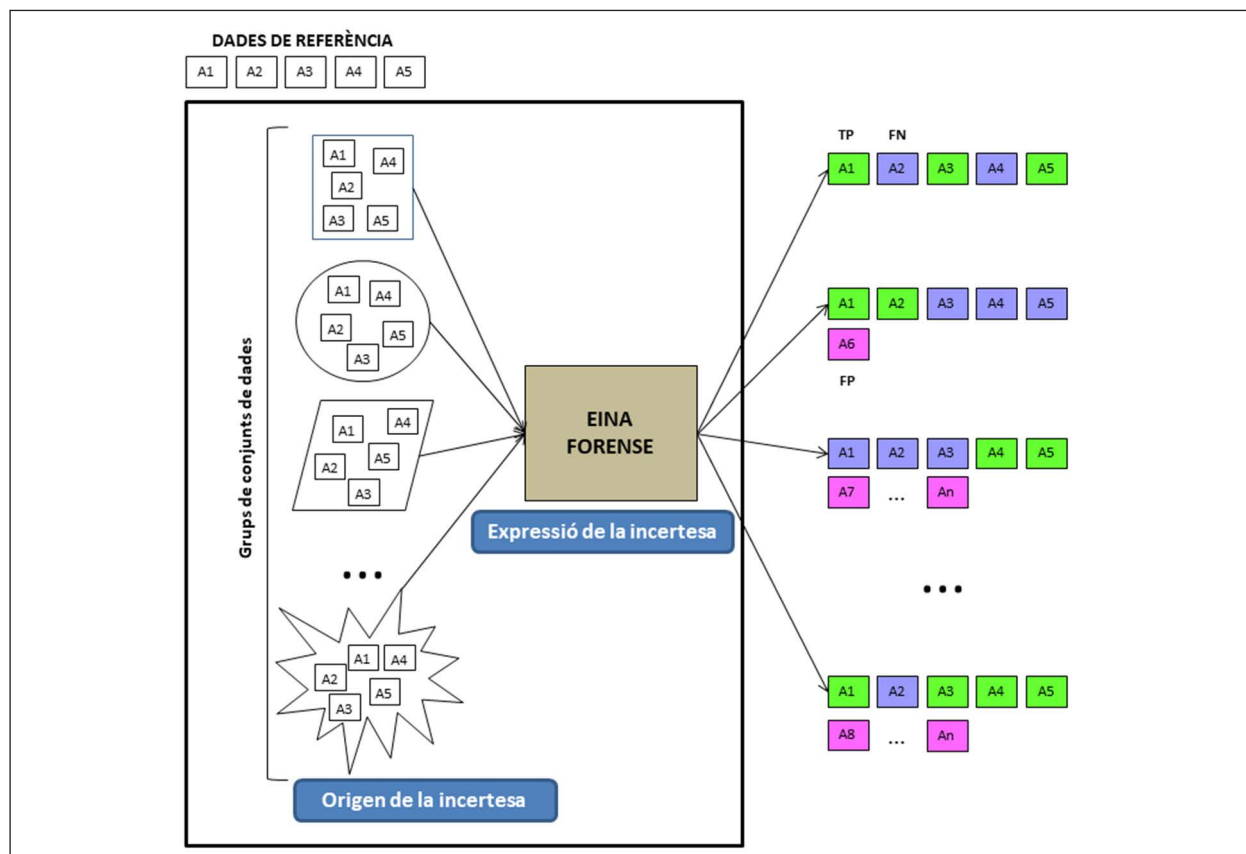 DADES DE REFERÈNCIA
A1 A2 A3 A4 A5
Grups de conjunts de dades
A1 A4
A2
A3 A5
A1 A4
A2 A5
A3
A1 A4
A2 A5
A3
...
A1 A4
A2 A5
A3
Origen de la incertesa
EINA
FORENSE
Expressió de la incertesa
TP FN
A1 A2 A3 A4 A5
A1 A2 A3 A4 A5
A6
FP
A1 A2 A3 A4 A5
A7 ... An
...
A1 A2 A3 A4 A5
A8 ... An